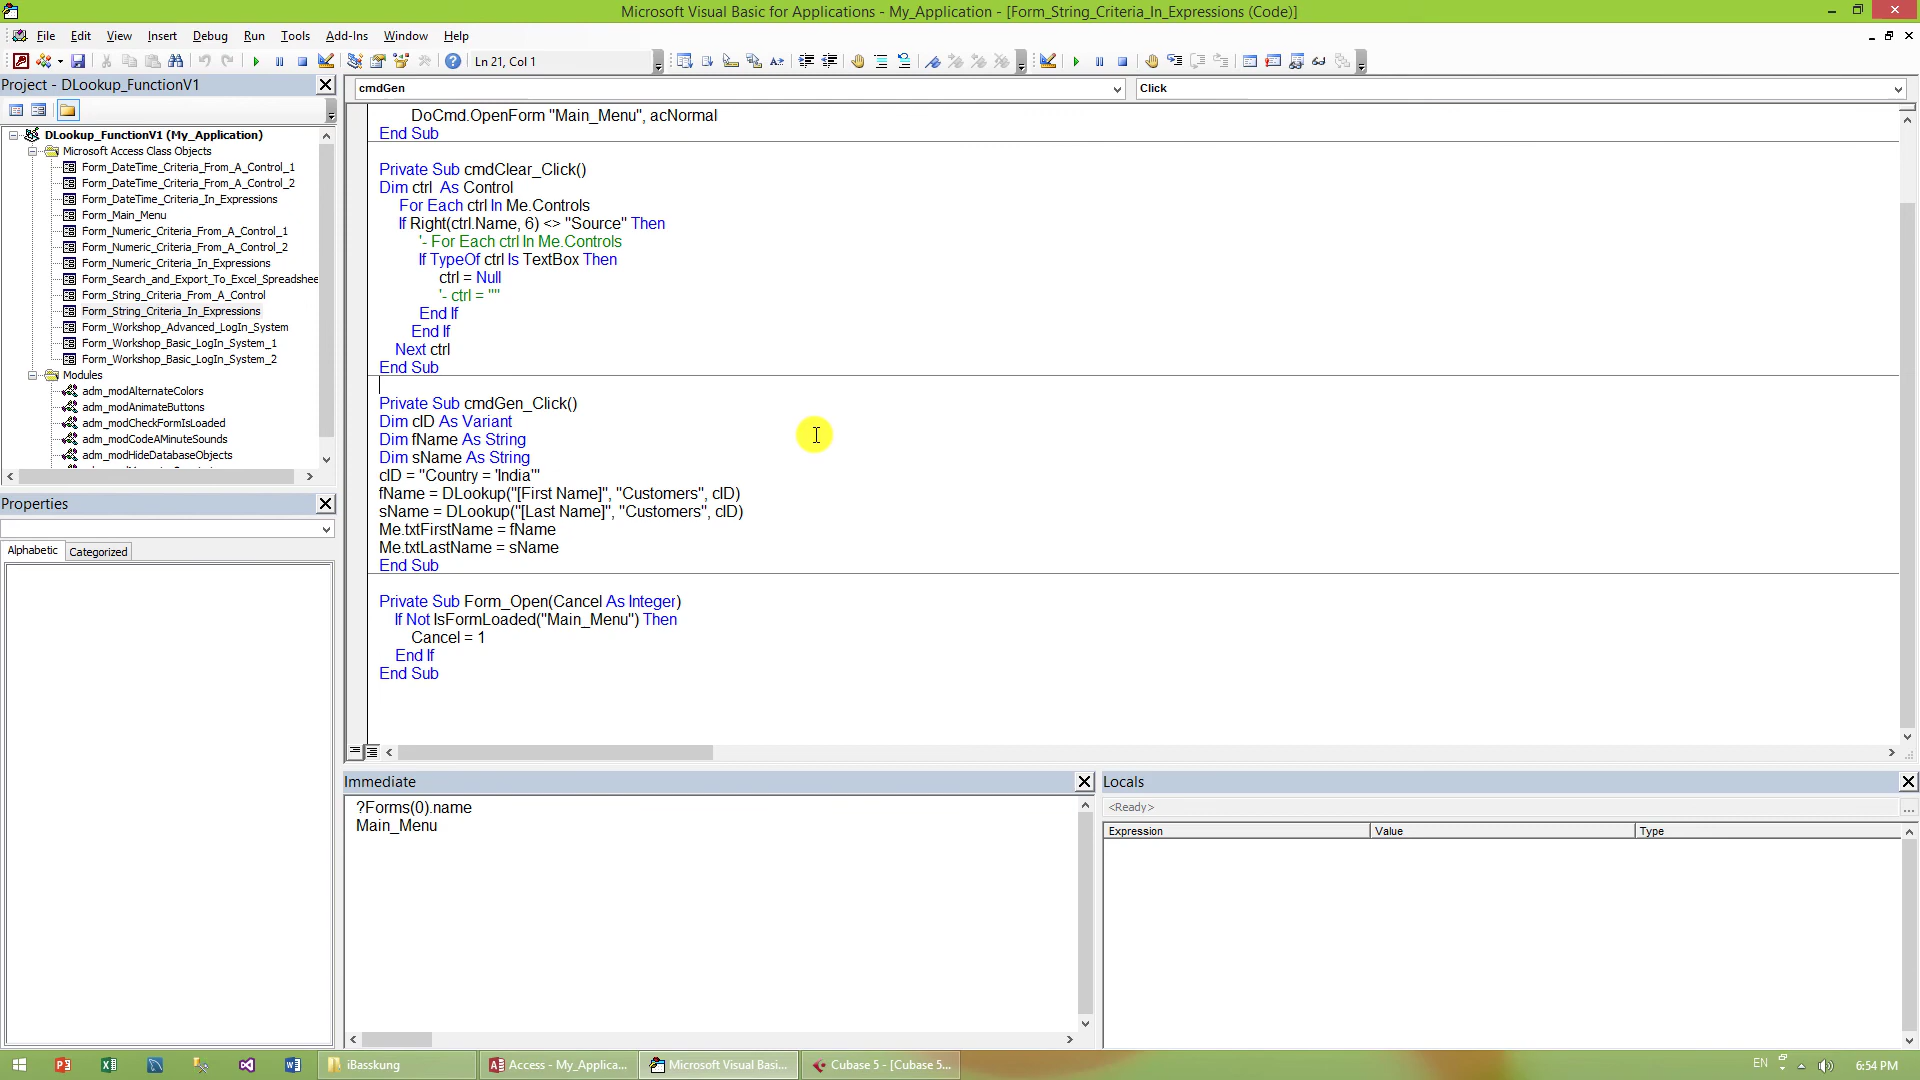 Microsoft Visual Basic for Applications - My_Application - [Form_String_Criteria_In_Expressions (Code)]
File Edit View Insert Debug Run Tools Add-Ins Window Help
Ln 21, Col 1
Project - DLookup_FunctionV1
cmdGen
Click
DLookup_FunctionV1 (My_Application)
Microsoft Access Class Objects
Form_DateTime_Criteria_From_A_Control_1
Form_DateTime_Criteria_From_A_Control_2
Form_DateTime_Criteria_In_Expressions
Form_Main_Menu
Form_Numeric_Criteria_From_A_Control_1
Form_Numeric_Criteria_From_A_Control_2
Form_Numeric_Criteria_In_Expressions
Form_Search_and_Export_To_Excel_Spreadshee
Form_String_Criteria_From_A_Control
Form_String_Criteria_In_Expressions
Form_Workshop_Advanced_LogIn_System
Form_Workshop_Basic_LogIn_System_1
Form_Workshop_Basic_LogIn_System_2
Modules
adm_modAlternateColors
adm_modAnimateButtons
adm_modCheckFormIsLoaded
adm_modCodeAMinuteSounds
adm_modHideDatabaseObjects
Properties
Alphabetic Categorized
DoCmd.OpenForm "Main_Menu", acNormal
End Sub
Private Sub cmdClear_Click()
Dim ctrl As Control
For Each ctrl In Me.Controls
If Right(ctrl.Name, 6) <> "Source" Then
'- For Each ctrl In Me.Controls
If TypeOf ctrl Is TextBox Then
ctrl = Null
'- ctrl = ""
End If
End If
Next ctrl
End Sub
Private Sub cmdGen_Click()
Dim cID As Variant
Dim fName As String
Dim sName As String
cID = "Country = 'India'"
fName = DLookup("[First Name]", "Customers", cID)
sName = DLookup("[Last Name]", "Customers", cID)
Me.txtFirstName = fName
Me.txtLastName = sName
End Sub
Private Sub Form_Open(Cancel As Integer)
If Not IsFormLoaded("Main_Menu") Then
Cancel = 1
End If
End Sub
Immediate
?Forms(0).name
Main_Menu
Locals
<Ready>
...
Expression Value Type
iBasskung
Access - My_Applica...
Microsoft Visual Basi...
Cubase 5 - [Cubase 5...
EN
6:54 PM